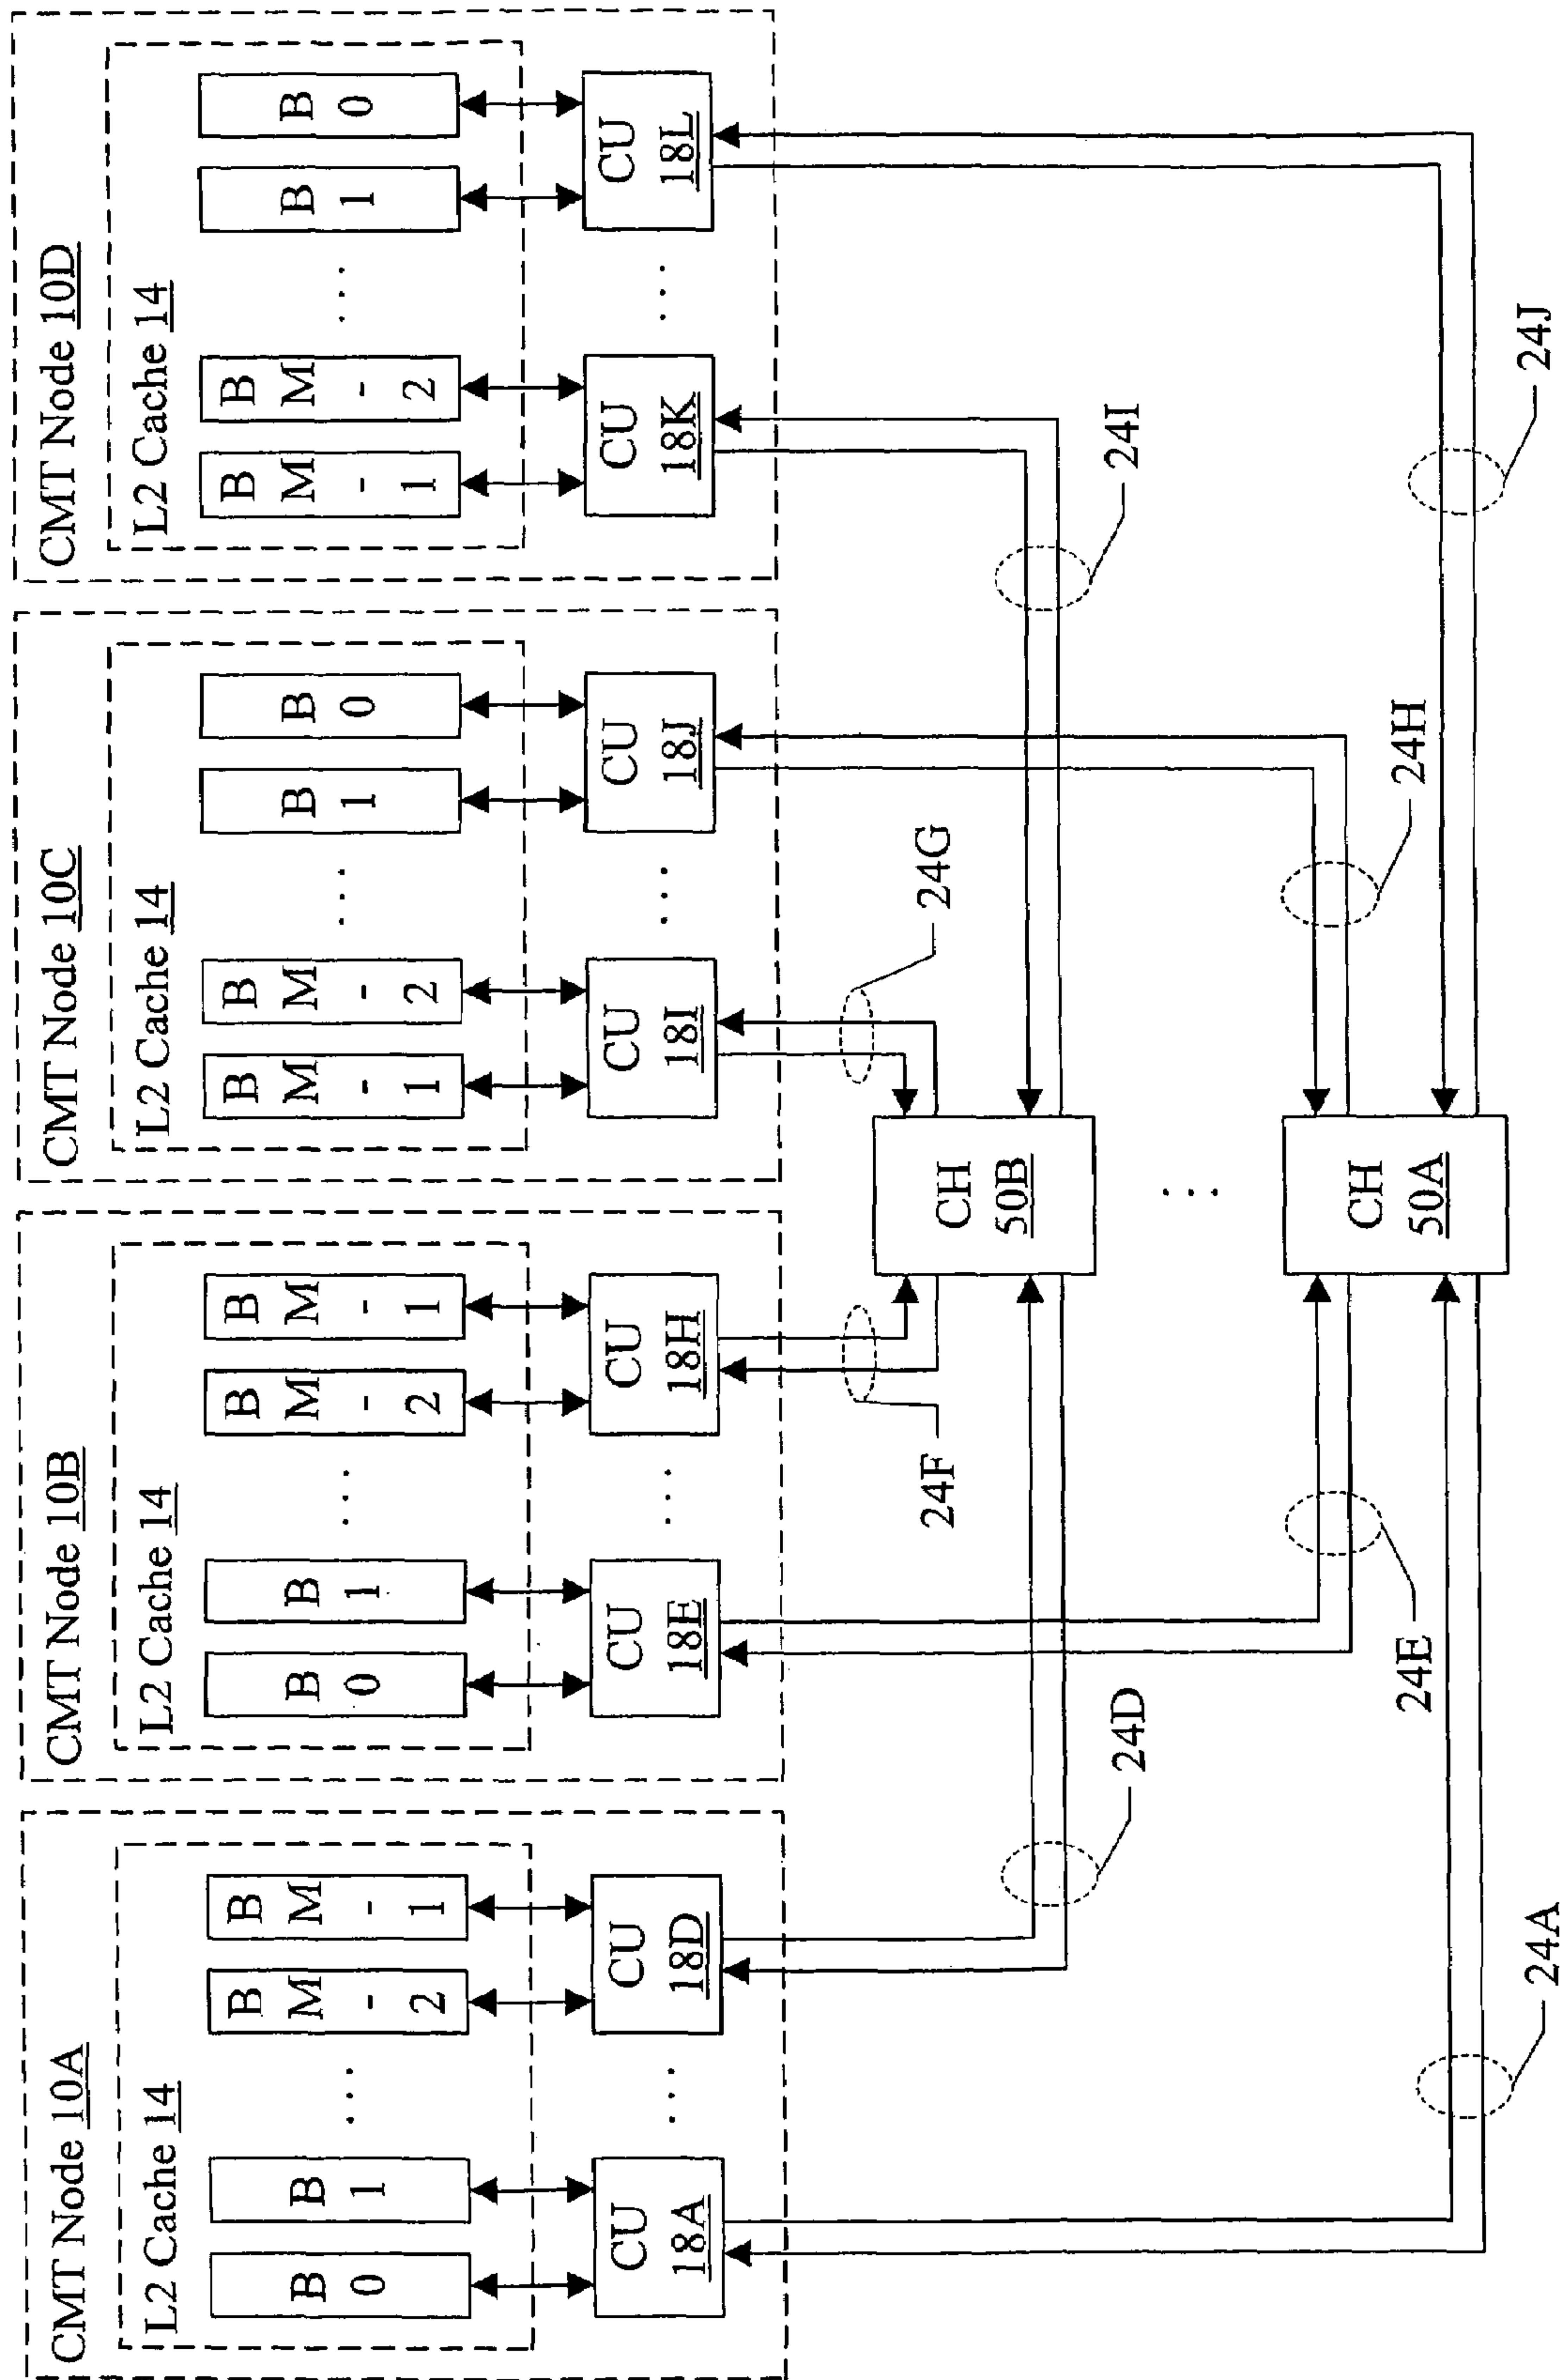 CMT Node 10A
L2 Cache 14
B 0
B 1
...
B M - 2
B M - 1
CU 18A
...
CU 18D
CMT Node 10B
L2 Cache 14
B 0
B 1
...
B M - 2
B M - 1
CU 18E
...
CU 18H
CMT Node 10C
L2 Cache 14
B M - 1
B M - 2
...
B 1
B 0
CU 18I
...
CU 18J
CMT Node 10D
L2 Cache 14
B M - 1
B M - 2
...
B 1
B 0
CU 18K
...
CU 18L
24F
24G
CH 50B
24D
24I
...
CH 50A
24E
24H
24A
24J